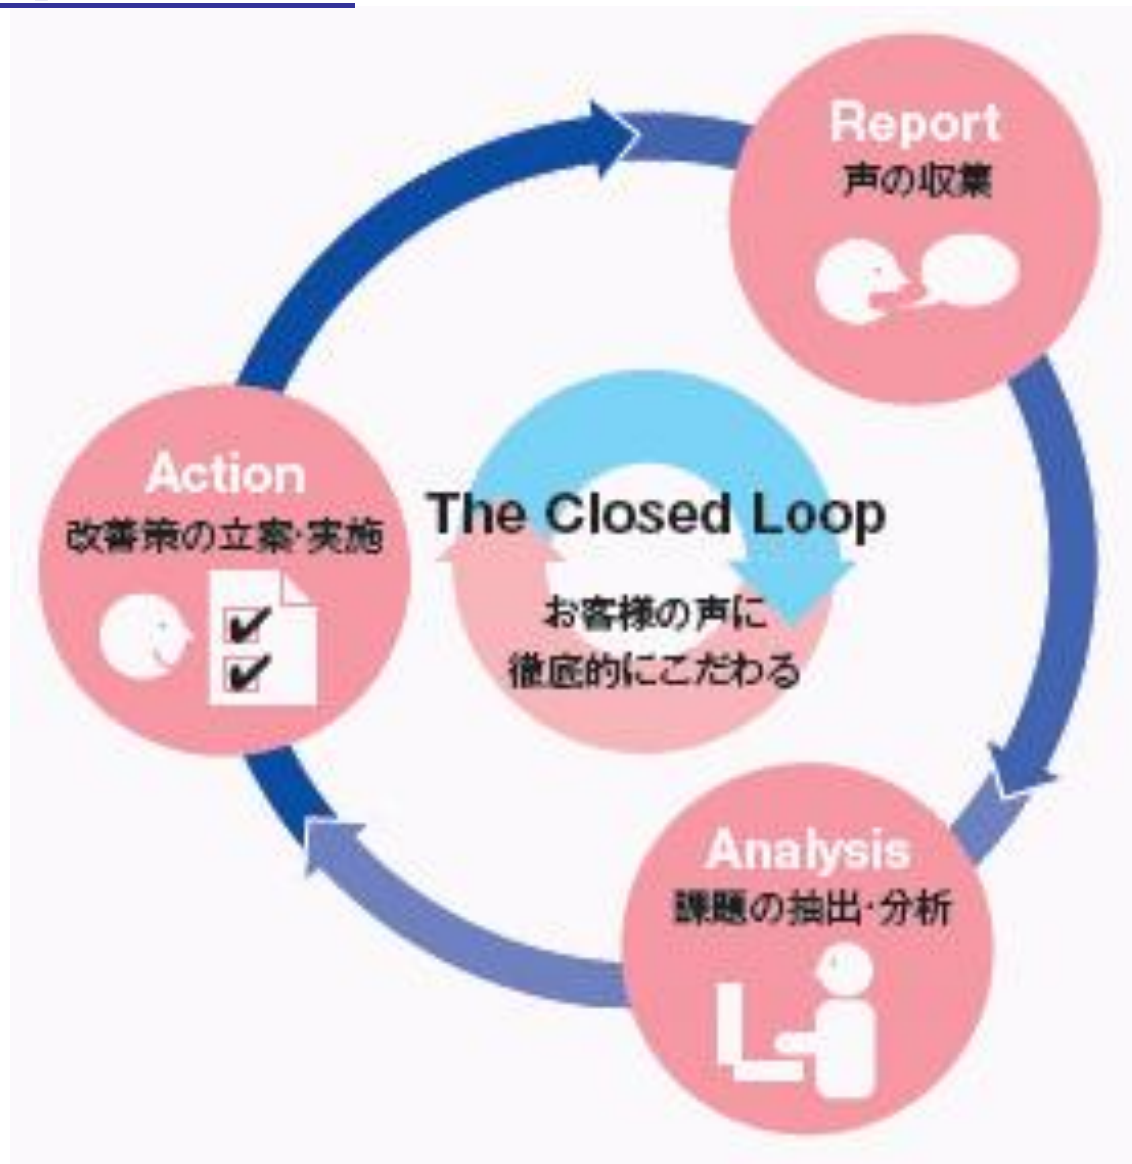 Report
声の収集
Action
改善策の立案・実施
The Closed Loop
お客様の声に
徹底的にこだわる
Analysis
課題の抽出・分析